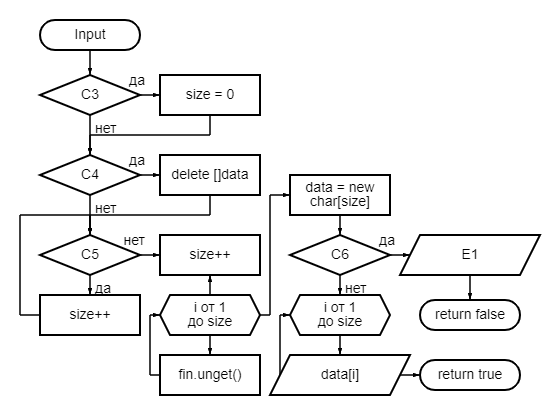 Input
C3
да
size = 0
нет
C4
да
delete []data
нет
C5
нет
size++
да
size++
i от 1
до size
fin.unget()
data = new
char[size]
C6
да
E1
return false
нет
i от 1
до size
data[i]
return true